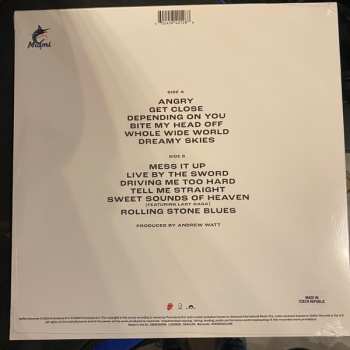 Miami
SIDE A
ANGRY
GET CLOSE
DEPENDING ON YOU
BITE MY HEAD OFF
WHOLE WIDE WORLD
DREAMY SKIES
SIDE B
MESS IT UP
LIVE BY THE SWORD
DRIVING ME TOO HARD
TELL ME STRAIGHT
SWEET SOUNDS OF HEAVEN
(FEATURING LADY GAGA)
ROLLING STONE BLUES
PRODUCED BY ANDREW WATT
MADE IN
CZECH REPUBLIC